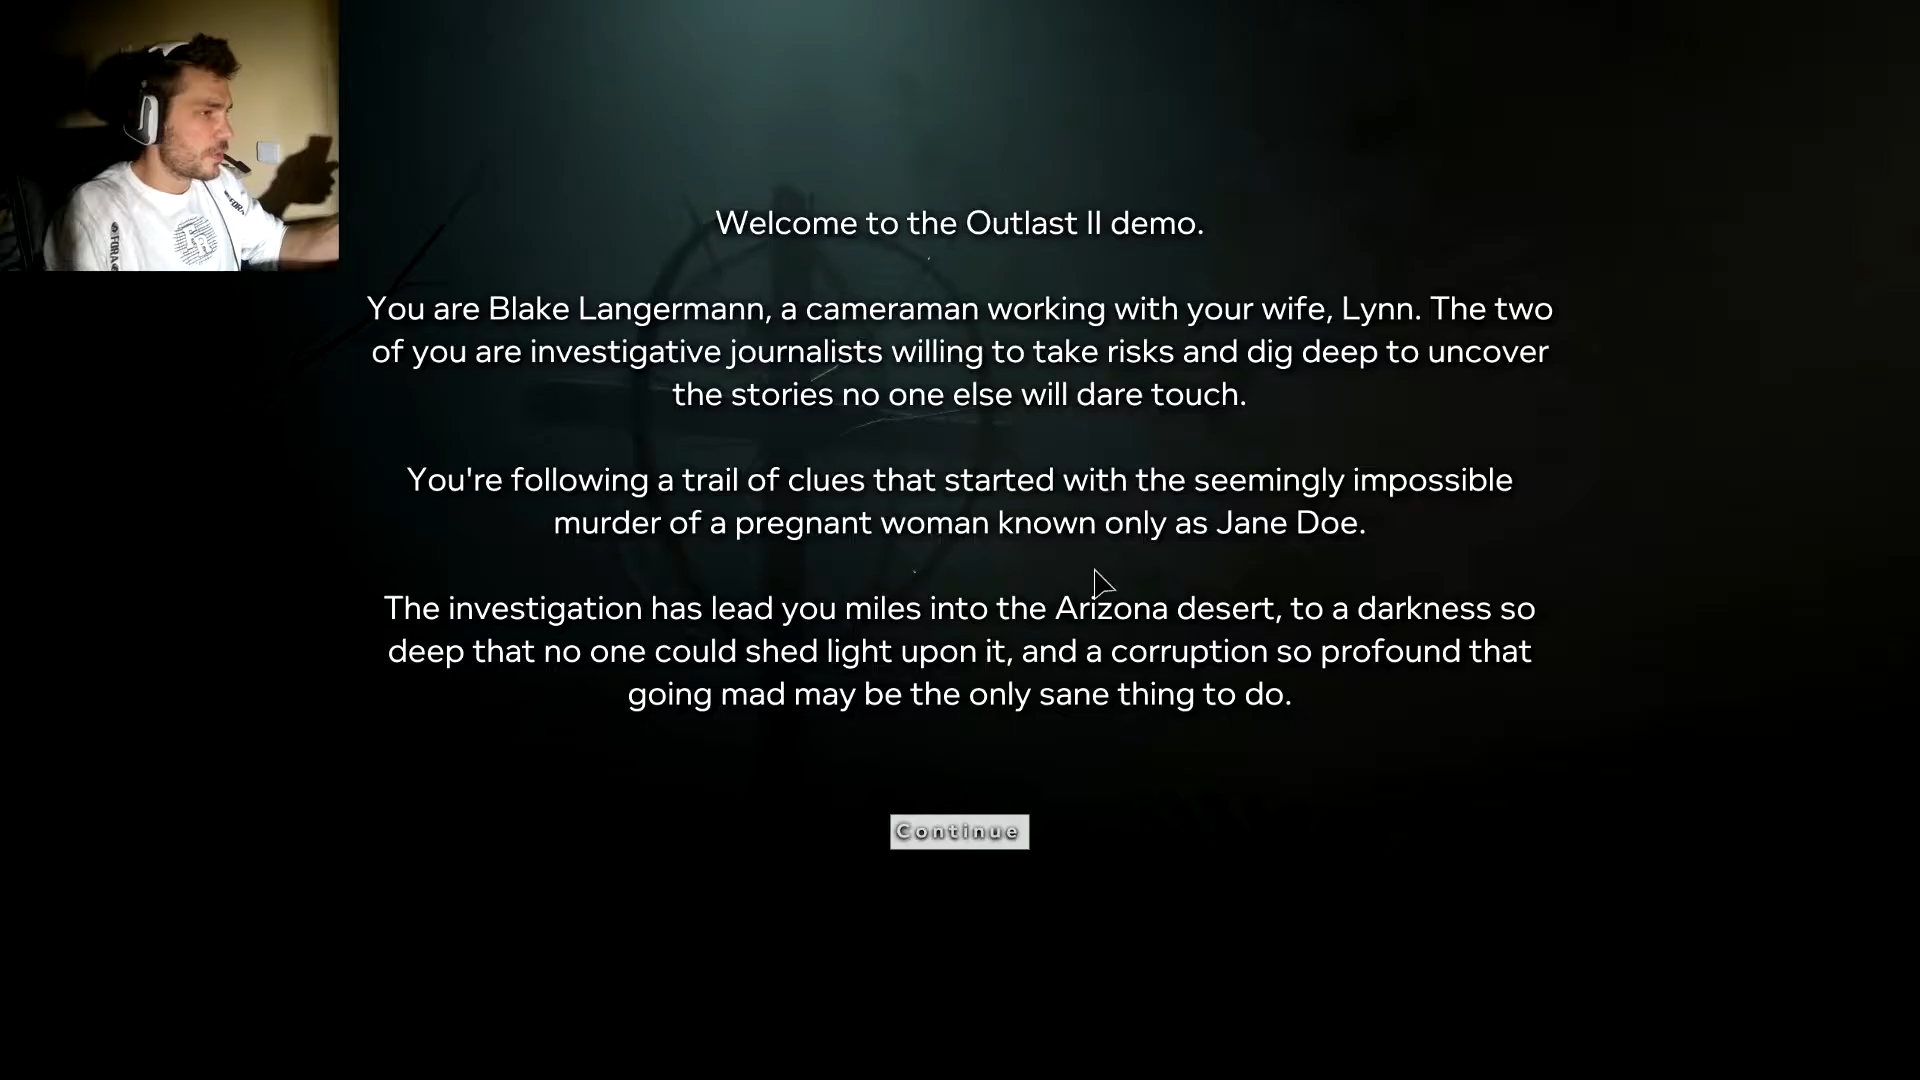 Welcome to the Outlast II demo.
You are Blake Langermann, a cameraman working with your wife, Lynn. The two
of you are investigative journalists willing to take risks and dig deep to uncover
the stories no one else will dare touch.
You're following a trail of clues that started with the seemingly impossible
murder of a pregnant woman known only as Jane Doe.
The investigation has lead you miles into the Arizona desert, to a darkness so
deep that no one could shed light upon it, and a corruption so profound that
going mad may be the only sane thing to do.
Continue